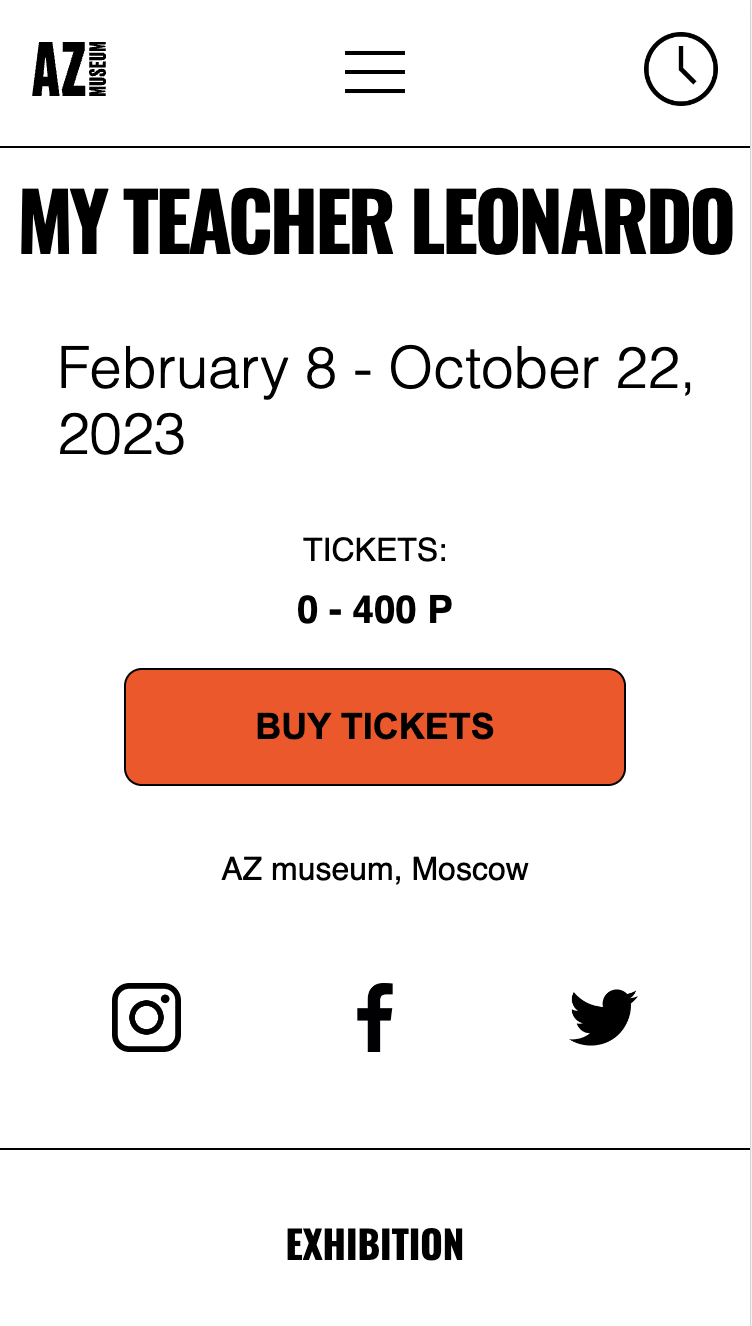 AZ MUSEUM
MY TEACHER LEONARDO
February 8 - October 22,
2023
TICKETS:
0 - 400 P
BUY TICKETS
AZ museum, Moscow
EXHIBITION